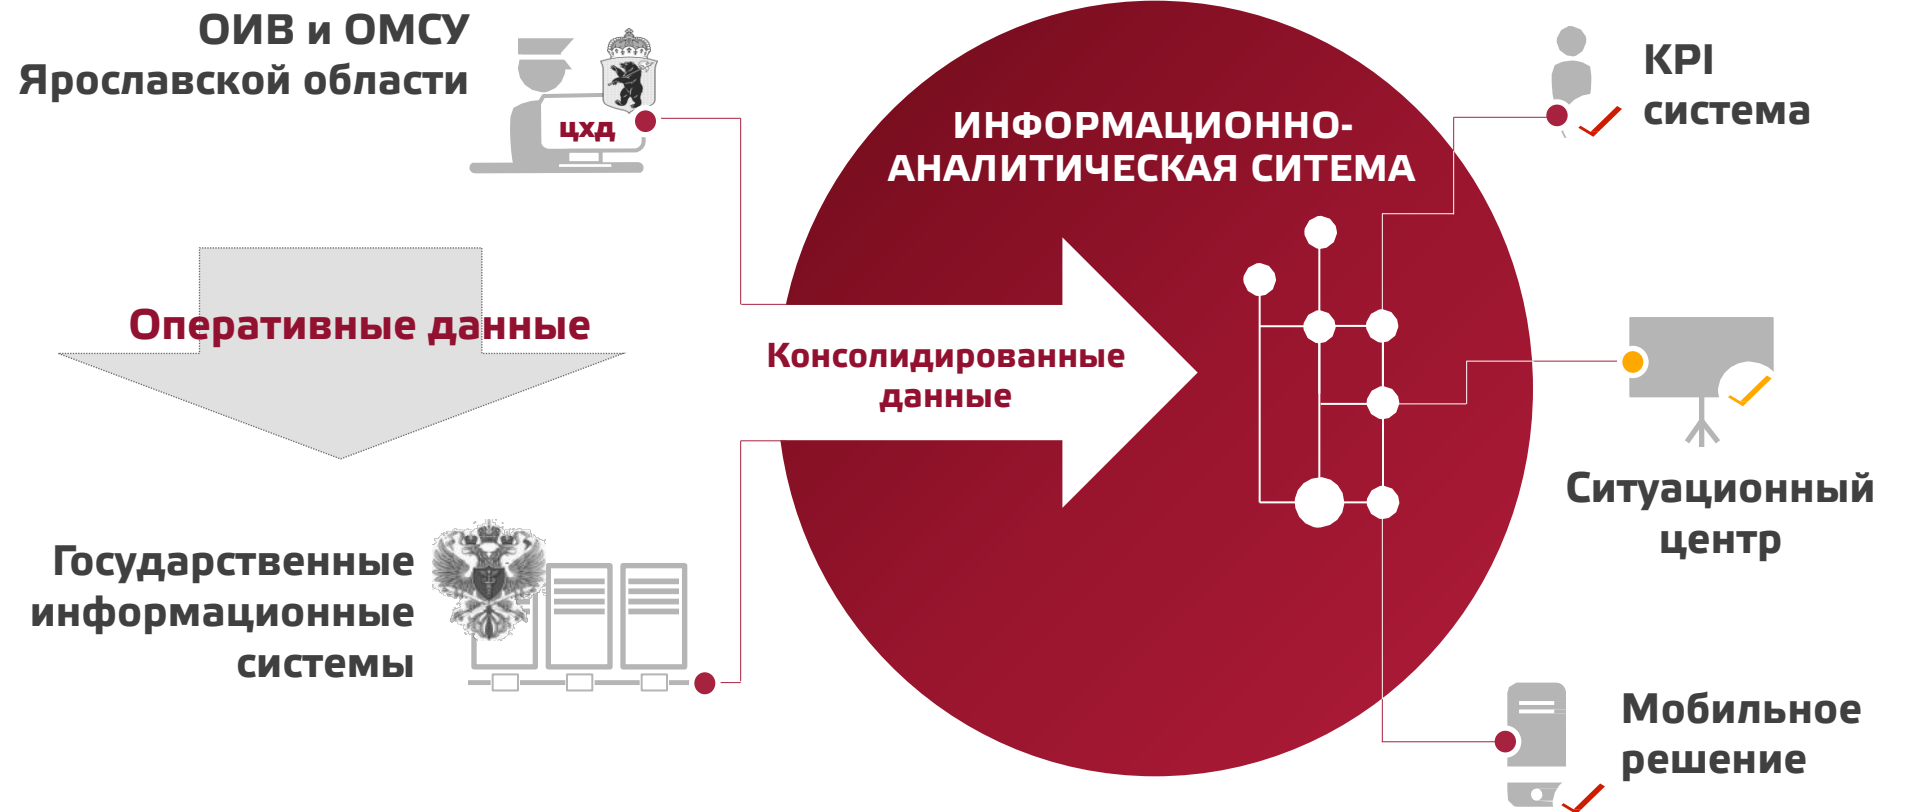 ОИВ и ОМСУ
Ярославской области
цхд
Оперативные данные
Государственные
информационные
системы
ИНФОРМАЦИОННО-
АНАЛИТИЧЕСКАЯ СИТЕМА
Консолидированные
данные
KPI
система
Ситуационный
центр
Мобильное
решение